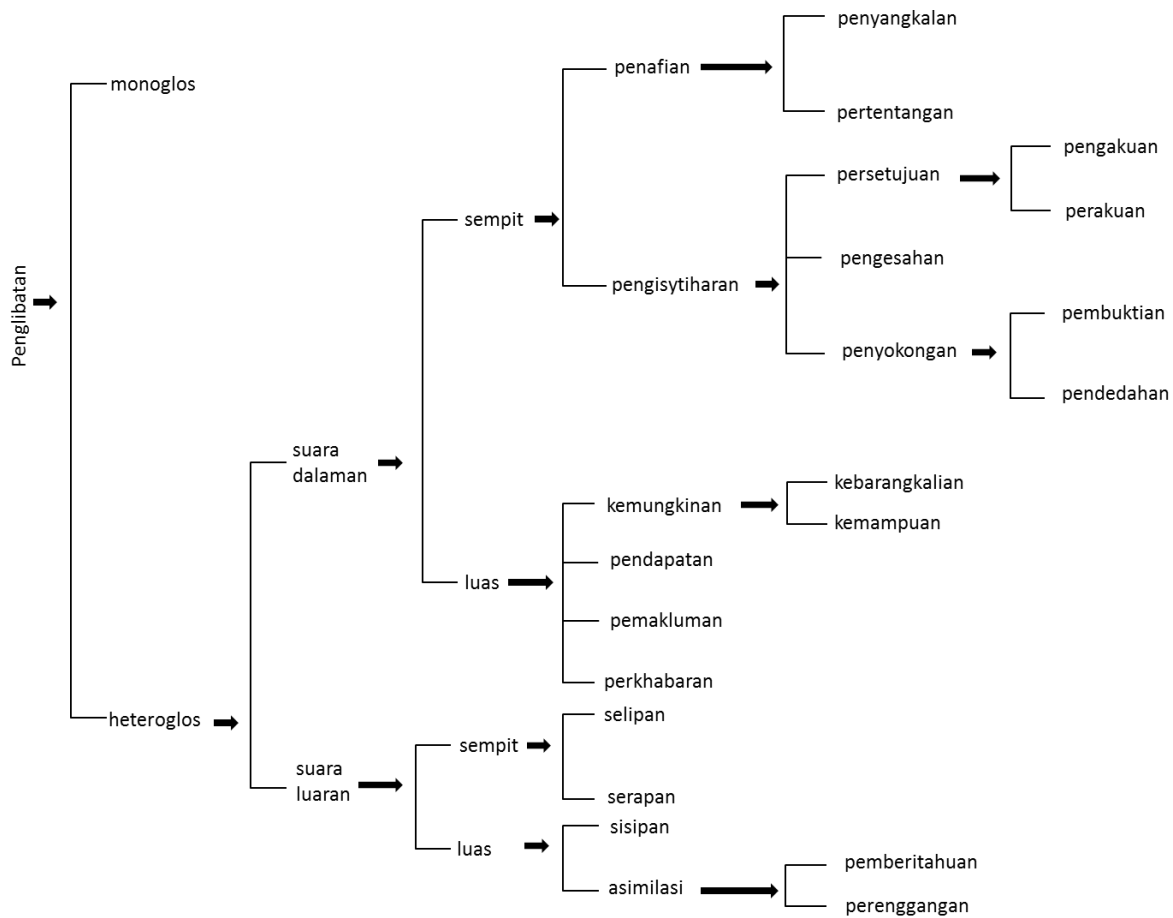 Penglibatan
monoglos
heteroglos
suara
dalaman
suara
luaran
sempit
luas
sempit
luas
penafian
pengisytiharan
kemungkinan
pendapatan
pemakluman
perkhabaran
selipan
serapan
sisipan
asimilasi
penyangkalan
pertentangan
persetujuan
pengesahan
penyokongan
kebarangkalian
kemampuan
pemberitahuan
perenggangan
pengakuan
perakuan
pembuktian
pendedahan